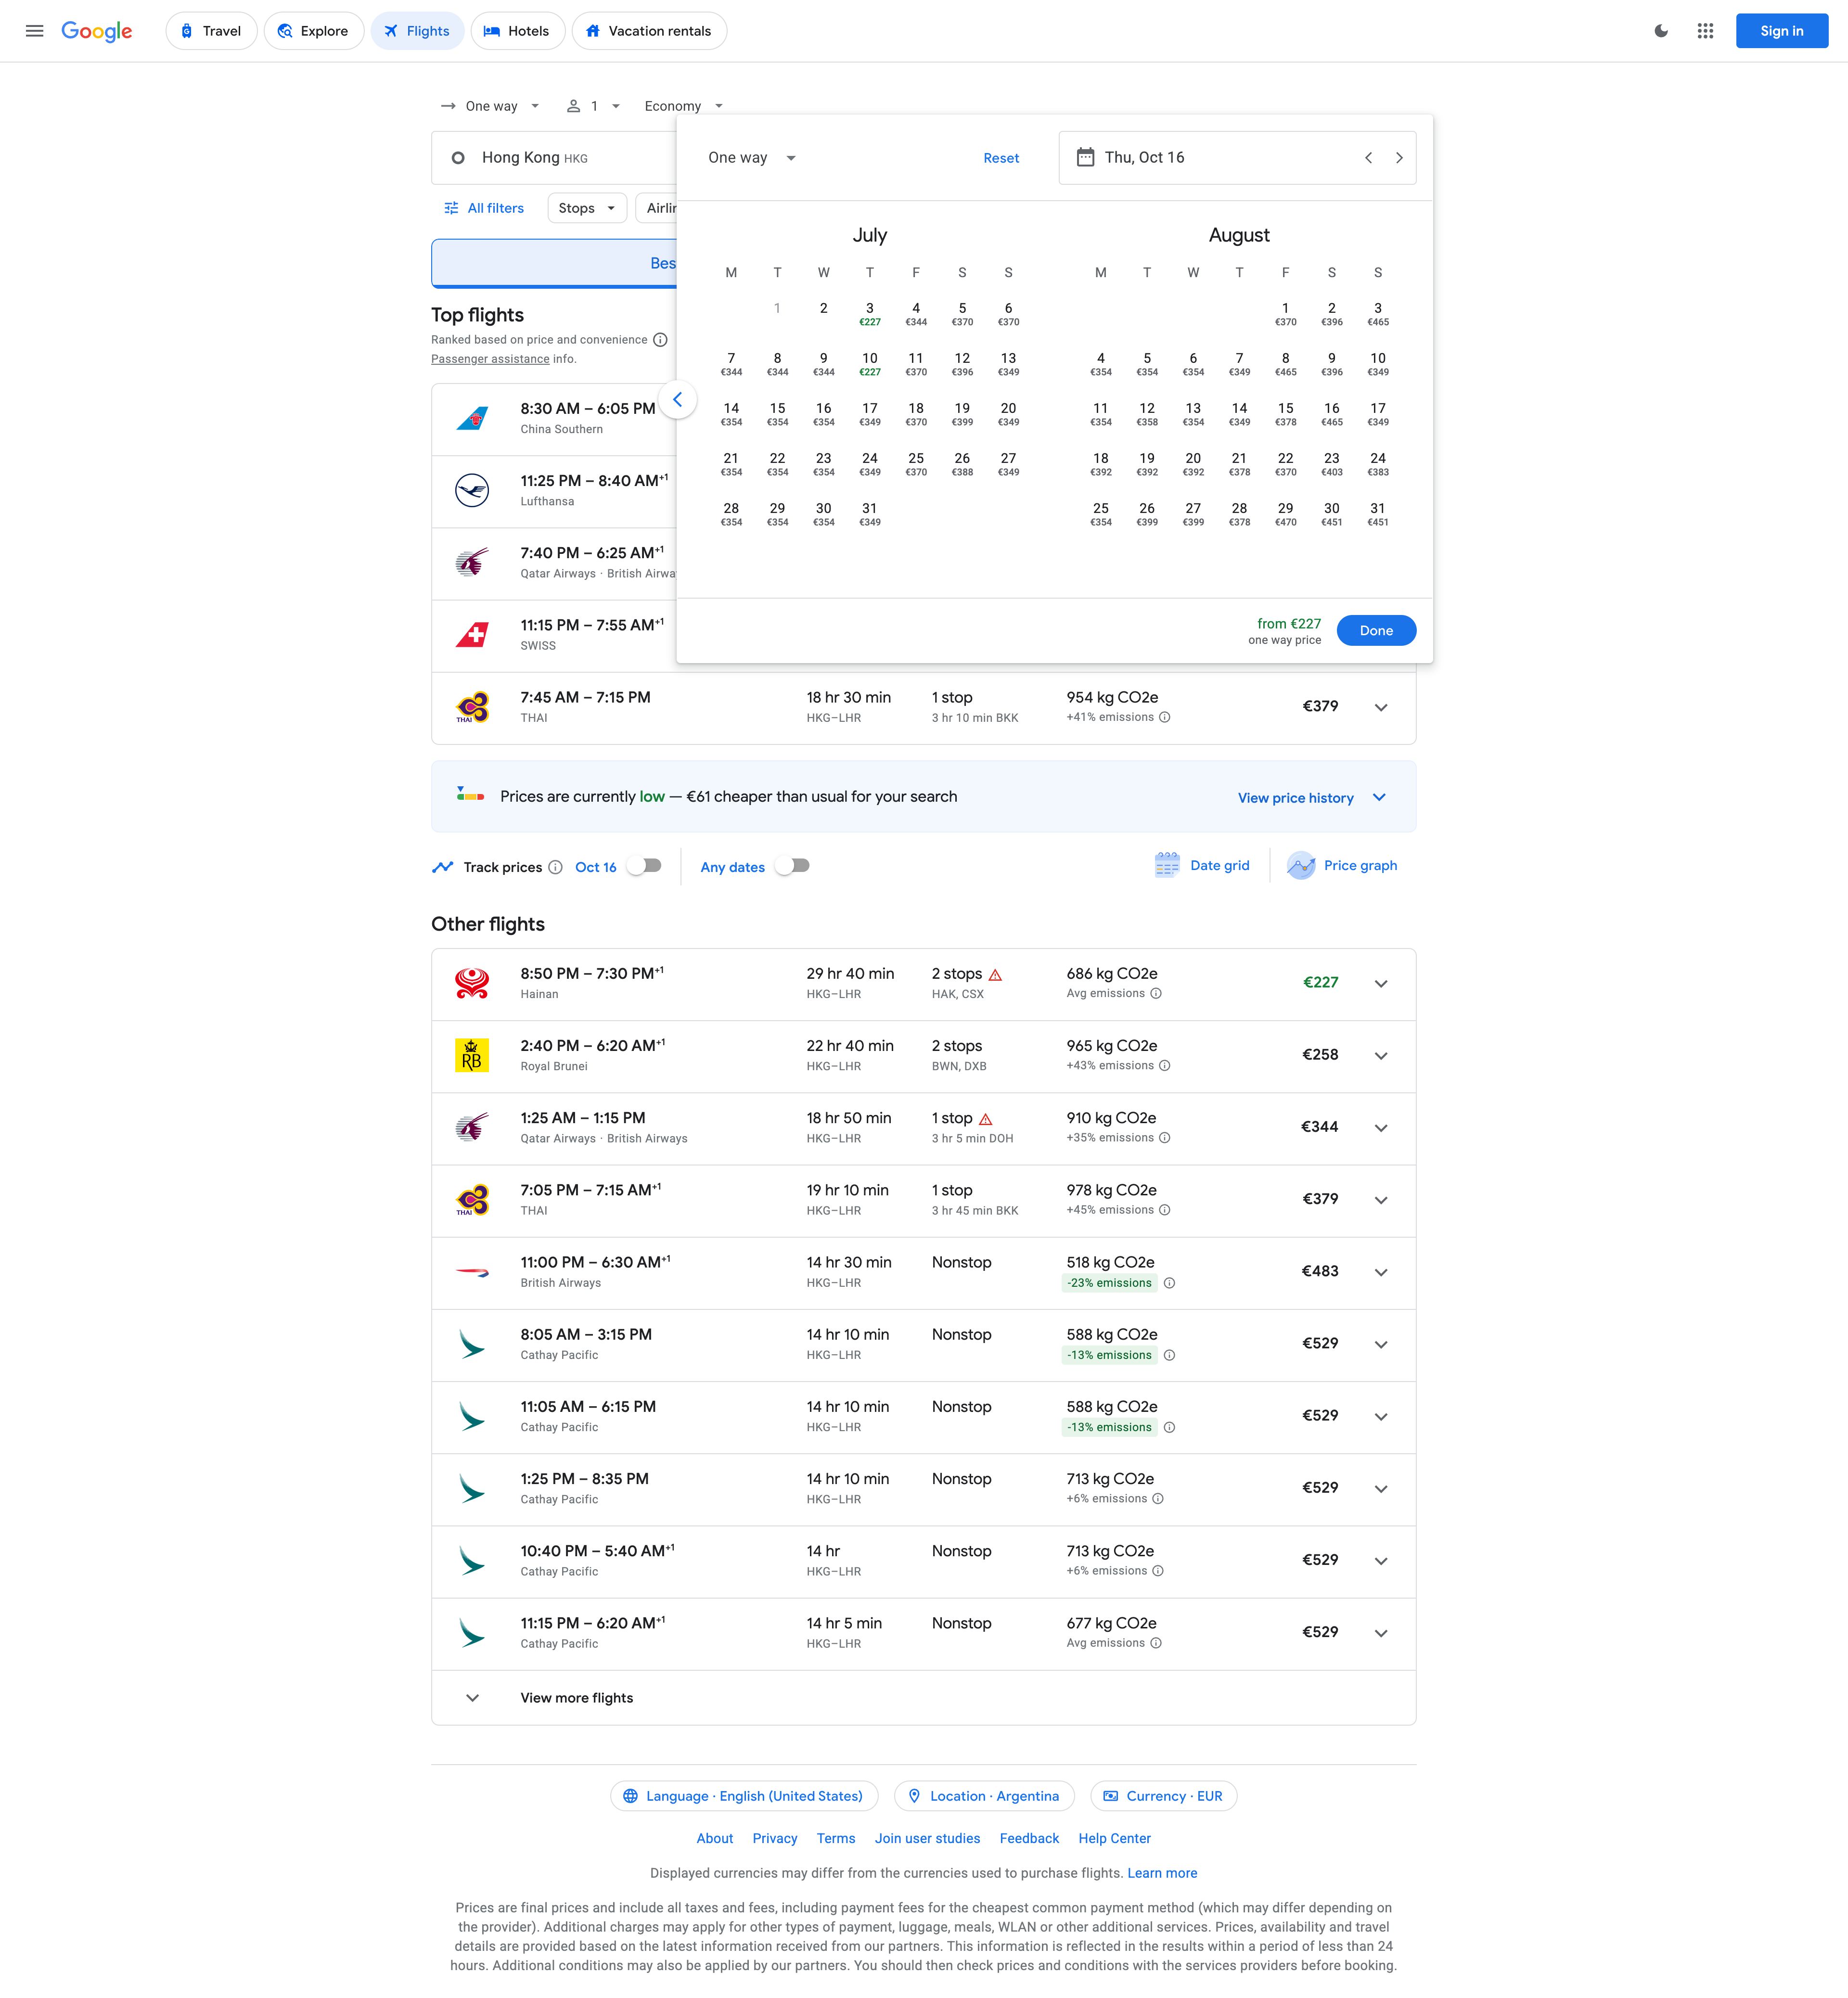 Google
Travel
Explore
Flights
Hotels
Vacation rentals
Sign in
One way
1
Economy
Hong Kong HKG
One way
Reset
Thu, Oct 16
All filters
Stops
July
M T W T F S S
1 2 3 4 5 6
€227 €344 €370 €370
7 8 9 10 11 12 13
€344 €344 €344 €227 €370 €396 €349
14 15 16 17 18 19 20
€354 €354 €354 €349 €370 €399 €349
21 22 23 24 25 26 27
€354 €354 €354 €349 €370 €388 €349
28 29 30 31
€354 €354 €354 €349
August
M T W T F S S
1 2 3
€370 €396 €465
4 5 6 7 8 9 10
€354 €354 €354 €349 €465 €396 €349
11 12 13 14 15 16 17
€354 €358 €354 €349 €378 €465 €349
18 19 20 21 22 23 24
€392 €392 €392 €378 €370 €403 €383
25 26 27 28 29 30 31
€354 €399 €399 €378 €470 €451 €451
from €227
one way price
Done
Top flights
Ranked based on price and convenience
Passenger assistance info.
8:30 AM – 6:05 PM
China Southern
11:25 PM – 8:40 AM+1
Lufthansa
7:40 PM – 6:25 AM+1
Qatar Airways · British
11:15 PM – 7:55 AM+1
SWISS
THAI
7:45 AM – 7:15 PM 18 hr 30 min 1 stop 954 kg CO2e €379
THAI HKG–LHR 3 hr 10 min BKK +41% emissions
Prices are currently low — €61 cheaper than usual for your search
View price history
Track prices Oct 16
Any dates
Date grid
Price graph
Other flights
8:50 PM – 7:30 PM+1 29 hr 40 min 2 stops 686 kg CO2e €227
Hainan HKG–LHR HAK, CSX Avg emissions
RB
2:40 PM – 6:20 AM+1 22 hr 40 min 2 stops 965 kg CO2e €258
Royal Brunei HKG–LHR BWN, DXB +43% emissions
1:25 AM – 1:15 PM 18 hr 50 min 1 stop 910 kg CO2e €344
Qatar Airways · British Airways HKG–LHR 3 hr 5 min DOH +35% emissions
THAI
7:05 PM – 7:15 AM+1 19 hr 10 min 1 stop 978 kg CO2e €379
THAI HKG–LHR 3 hr 45 min BKK +45% emissions
11:00 PM – 6:30 AM+1 14 hr 30 min Nonstop 518 kg CO2e €483
British Airways HKG–LHR -23% emissions
8:05 AM – 3:15 PM 14 hr 10 min Nonstop 588 kg CO2e €529
Cathay Pacific HKG–LHR -13% emissions
11:05 AM – 6:15 PM 14 hr 10 min Nonstop 588 kg CO2e €529
Cathay Pacific HKG–LHR -13% emissions
1:25 PM – 8:35 PM 14 hr 10 min Nonstop 713 kg CO2e €529
Cathay Pacific HKG–LHR +6% emissions
10:40 PM – 5:40 AM+1 14 hr Nonstop 713 kg CO2e €529
Cathay Pacific HKG–LHR +6% emissions
11:15 PM – 6:20 AM+1 14 hr 5 min Nonstop 677 kg CO2e €529
Cathay Pacific HKG–LHR Avg emissions
View more flights
Language · English (United States)
Location · Argentina
Currency · EUR
About Privacy Terms Join user studies Feedback Help Center
Displayed currencies may differ from the currencies used to purchase flights. Learn more
Prices are final prices and include all taxes and fees, including payment fees for the cheapest common payment method (which may differ depending on
the provider). Additional charges may apply for other types of payment, luggage, meals, WLAN or other additional services. Prices, availability and travel
details are provided based on the latest information received from our partners. This information is reflected in the results within a period of less than 24
hours. Additional conditions may also be applied by our partners. You should then check prices and conditions with the services providers before booking.